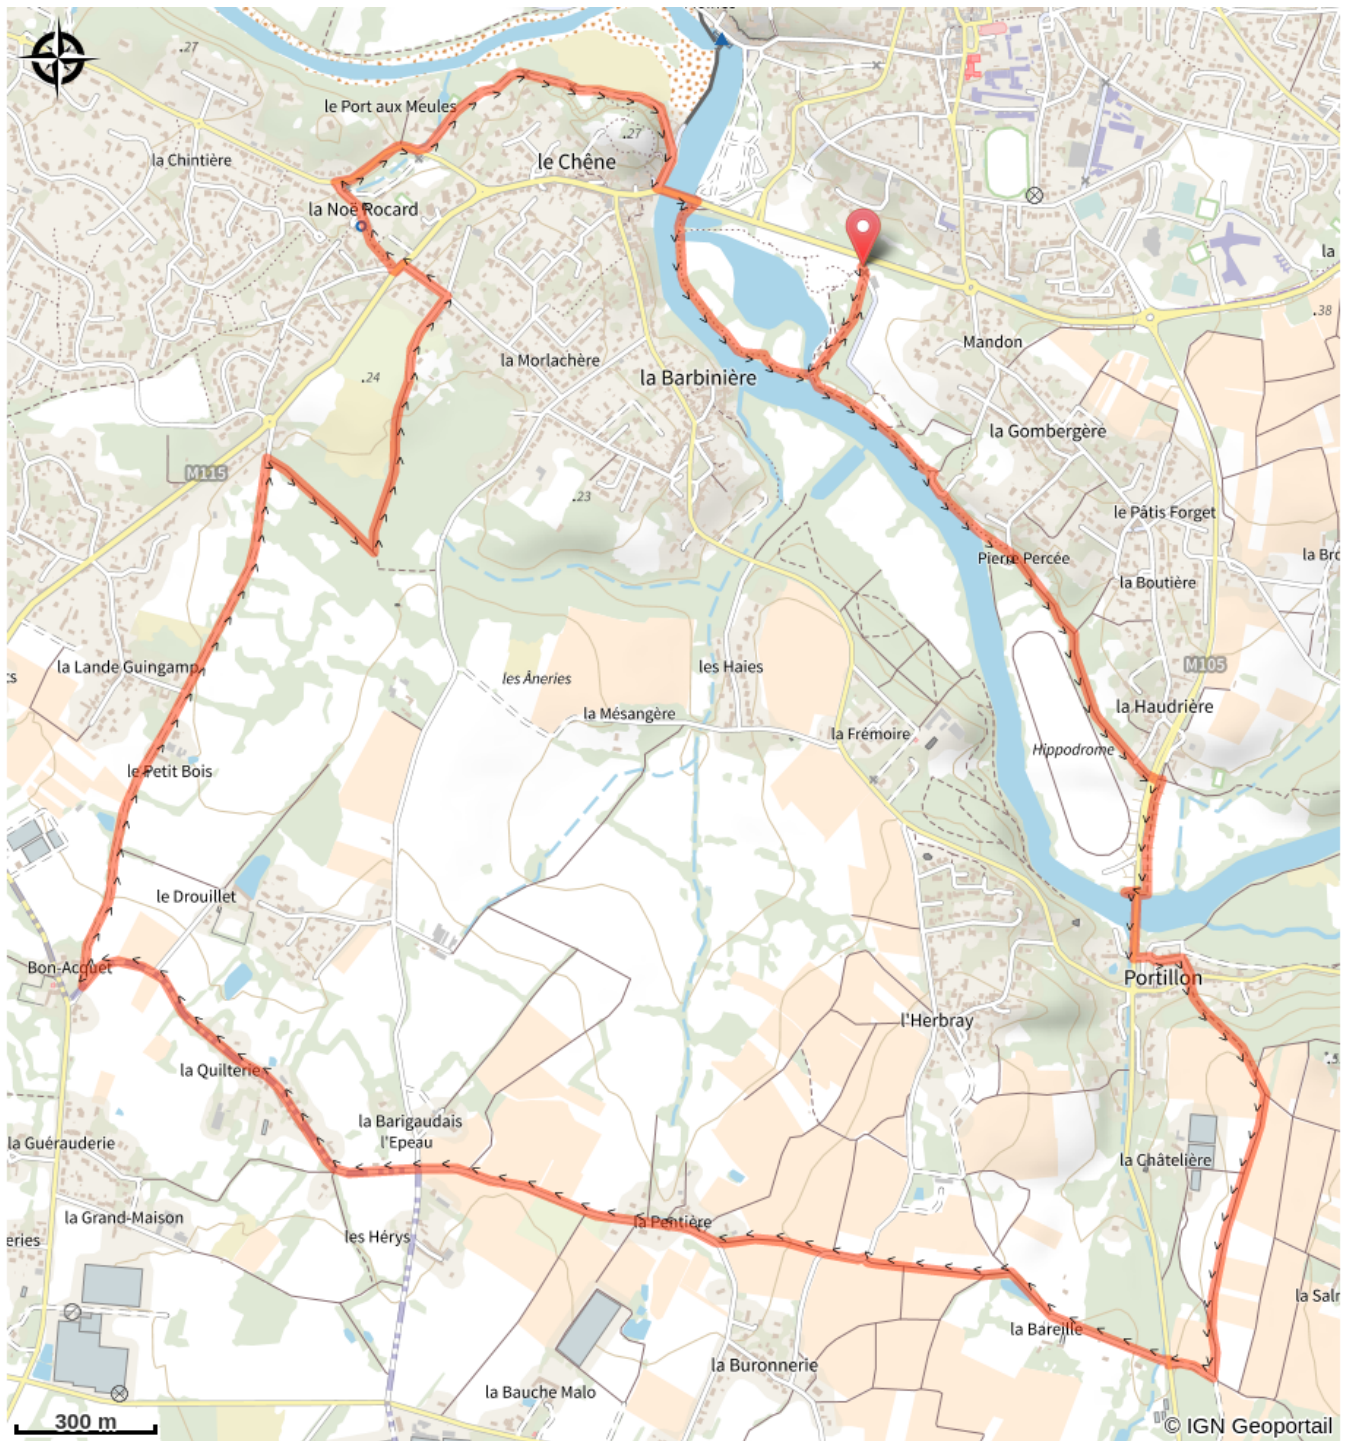 27
le Port aux Meules
27
la Chintière
le Chêne
la Noë Rocard
la
38
Mandon
la Morlachère
24
la Barbinière
la Gombergère
M115
23
le Pâtis Forget
Pierre Percée
la Bro
la Boutière
la Lande Guingamp
les Haies
M105
les Âneries
la Mésangère
la Haudrière
la Frémoire
Hippodrome
le Petit Bois
le Drouillet
Bon-Acquet
Portillon
l'Herbray
la Quilterie
la Barigaudais
l'Epeau
la Guérauderie
la Châtelière
la Grand-Maison
la Pentière
les Hérys
eries
la Bareille
la Buronnerie
la Bauche Malo
300 m
© IGN Geoportail